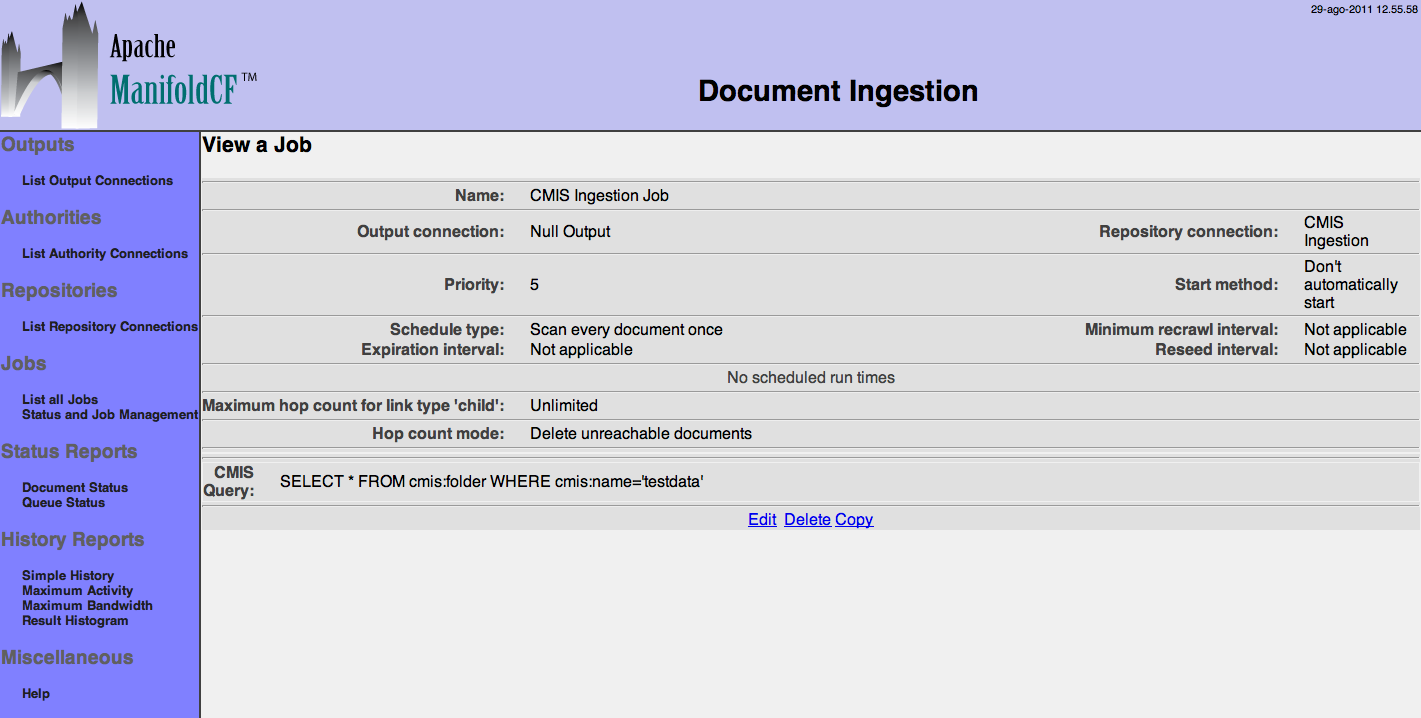 29-ago-2011 12.55.58
Apache
ManifoldCF™
Document Ingestion
Outputs
List Output Connections
Authorities
List Authority Connections
Repositories
List Repository Connections
Jobs
List all Jobs
Status and Job Management
Status Reports
Document Status
Queue Status
History Reports
Simple History
Maximum Activity
Maximum Bandwidth
Result Histogram
Miscellaneous
Help
View a Job
Name: CMIS Ingestion Job
Output connection: Null Output Repository connection: CMIS
Ingestion
Priority: 5 Start method: Don't
automatically
start
Schedule type: Scan every document once Minimum recrawl interval: Not applicable
Expiration interval: Not applicable Reseed interval: Not applicable
No scheduled run times
Maximum hop count for link type 'child': Unlimited
Hop count mode: Delete unreachable documents
CMIS
Query: SELECT * FROM cmis:folder WHERE cmis:name='testdata'
Edit Delete Copy